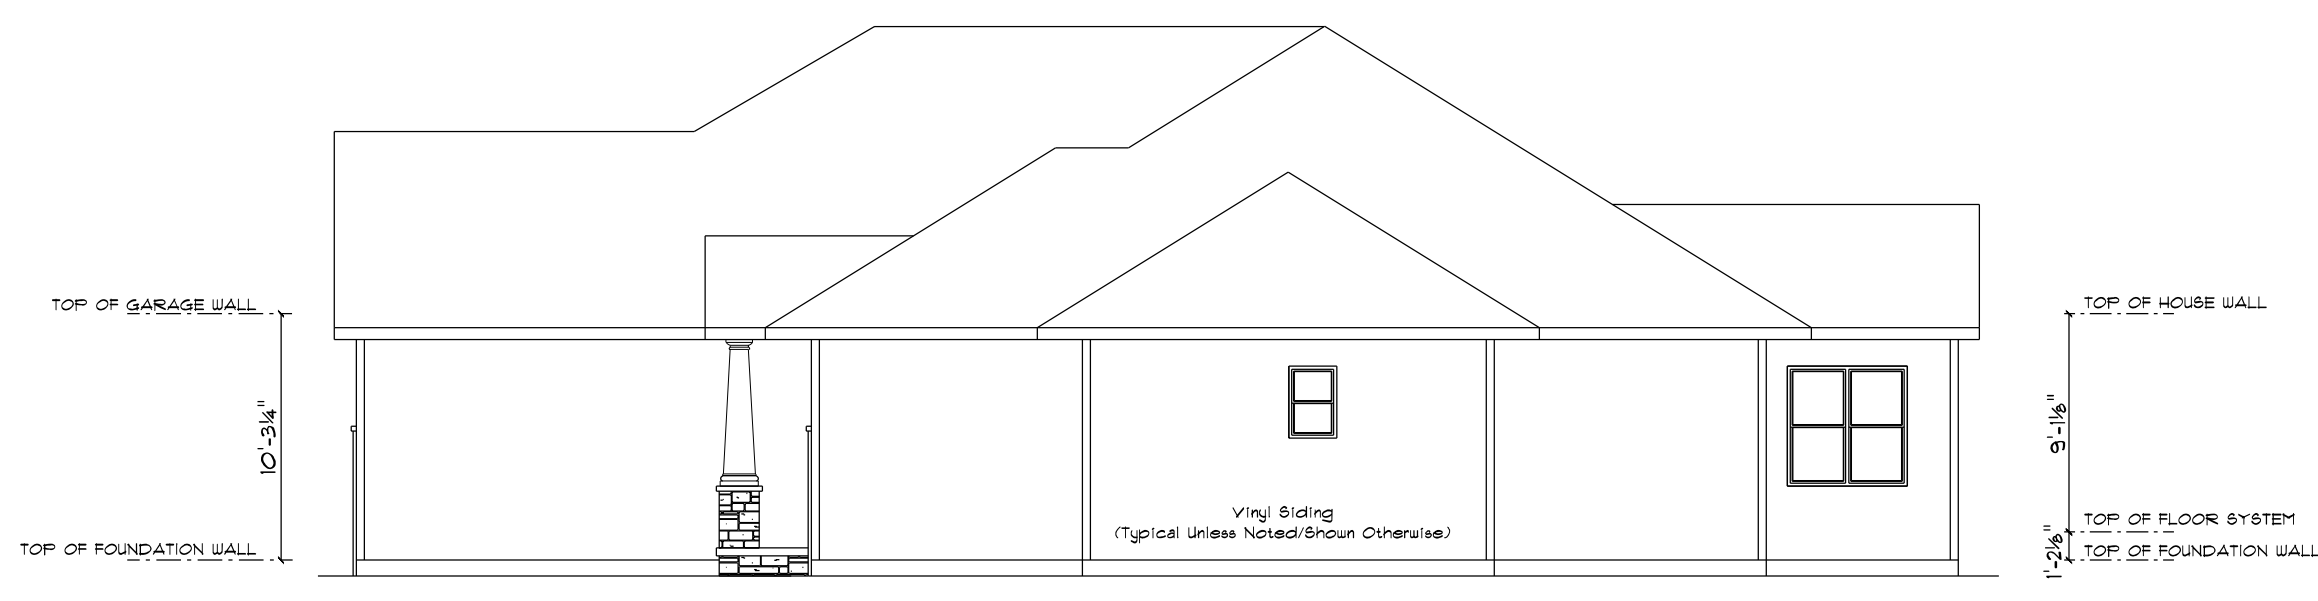 TOP OF GARAGE WALL
10'-3¼"
TOP OF FOUNDATION WALL
Vinyl Siding
(Typical Unless Noted/Shown Otherwise)
TOP OF HOUSE WALL
9'-1⅛"
TOP OF FLOOR SYSTEM
1'-2⅛"
TOP OF FOUNDATION WALL